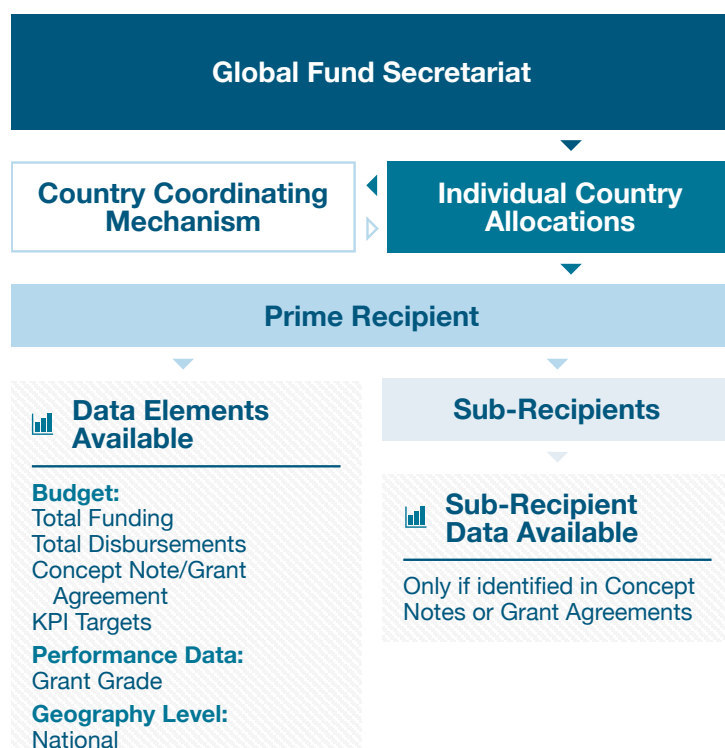 Global Fund Secretariat
Country Coordinating
Mechanism
Individual Country
Allocations
Prime Recipient
Data Elements
Available
Budget:
Total Funding
Total Disbursements
Concept Note/Grant
Agreement
KPI Targets
Performance Data:
Grant Grade
Geography Level:
National
Sub-Recipients
Sub-Recipient
Data Available
Only if identified in Concept
Notes or Grant Agreements